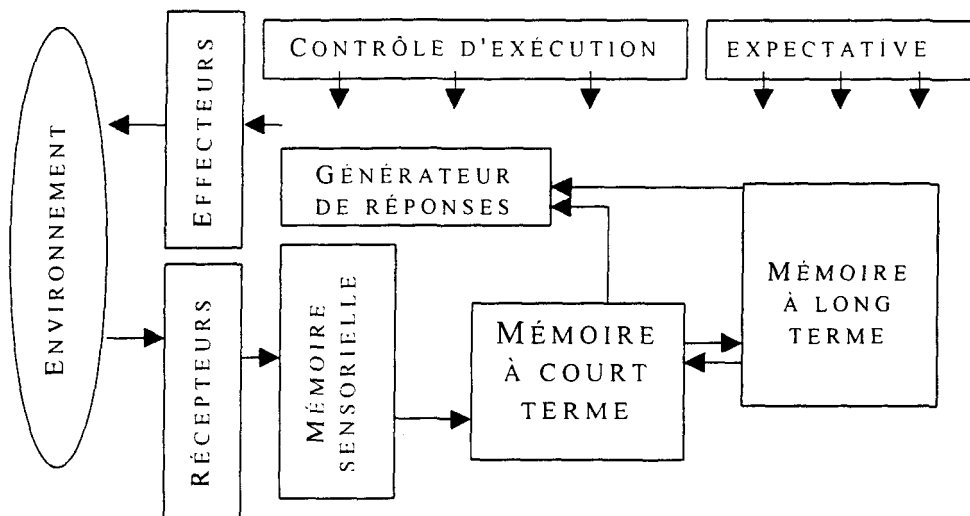 CONTRÔLE D'EXÉCUTION
EXPECTATIVE
ENVIRONNEMENT
EFFECTEURS
GÉNÉRATEUR
DE RÉPONSES
RÉCEPTEURS
MÉMOIRE
SENSORIELLE
MÉMOIRE
À COURT
TERME
MÉMOIRE
À LONG
TERME